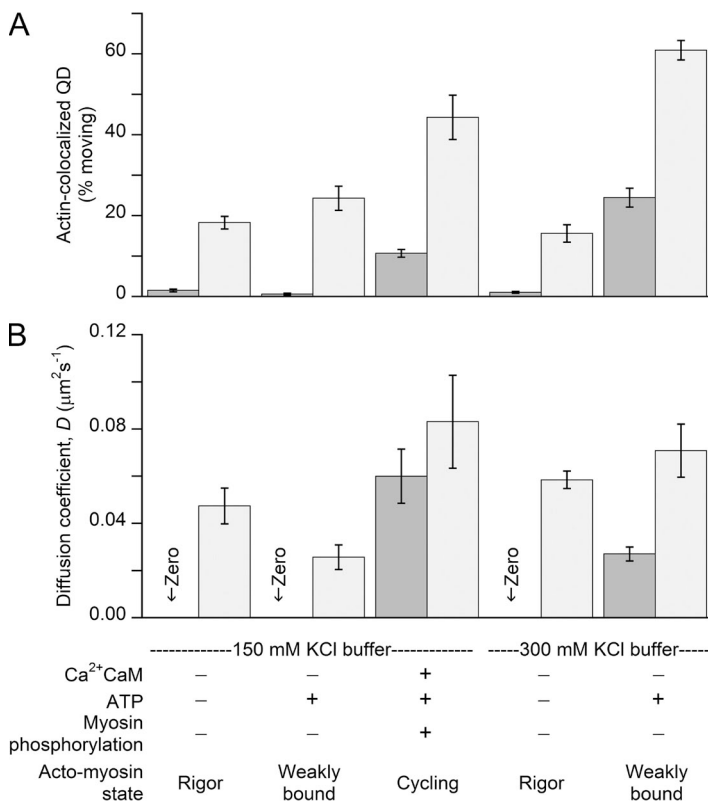 A
Actin-colocalized QD
(% moving)
60
40
20
0
B
Diffusion coefficient, D (μm²s⁻¹)
0.12
0.08
0.04
0.00
←Zero
←Zero
←Zero
-------------150 mM KCl buffer------------- -----300 mM KCl buffer-----
Ca²⁺CaM – – + – –
ATP – + + – +
Myosin
phosphorylation – – + – –
Acto-myosin
state
Rigor
Weakly
bound
Cycling
Rigor
Weakly
bound